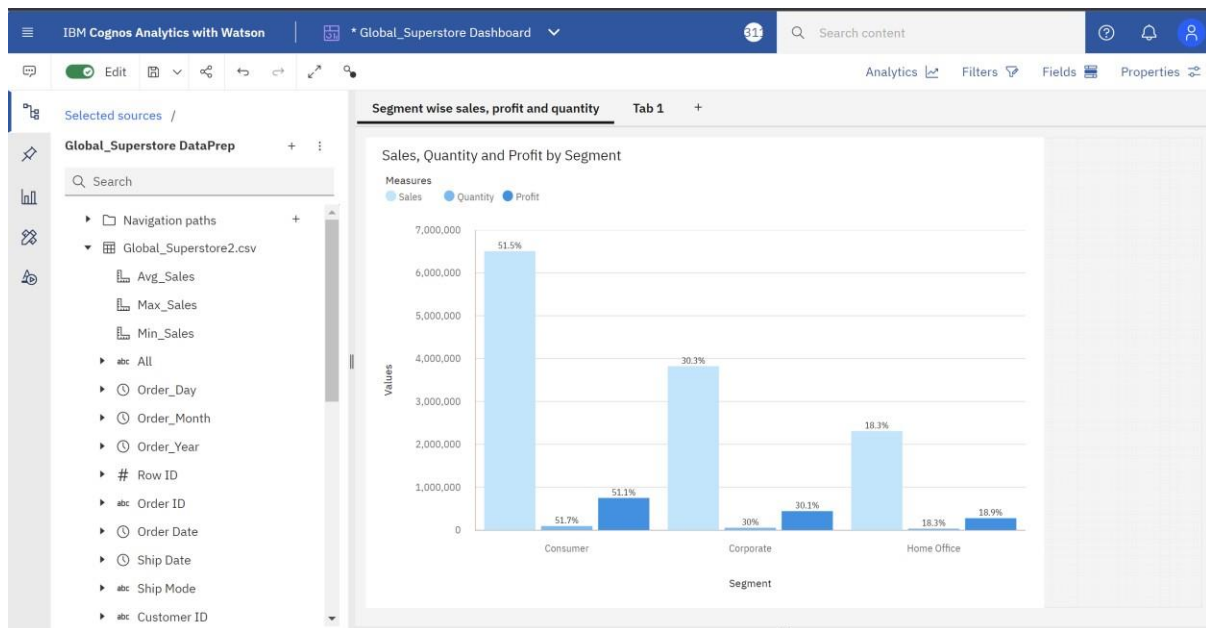 IBM Cognos Analytics with Watson
* Global_Superstore Dashboard
Search content
Edit
Analytics
Filters
Fields
Properties
Selected sources /
Global_Superstore DataPrep
Search
Navigation paths
Global_Superstore2.csv
Avg_Sales
Max_Sales
Min_Sales
abc All
Order_Day
Order_Month
Order_Year
# Row ID
abc Order ID
Order Date
Ship Date
abc Ship Mode
abc Customer ID
Segment wise sales, profit and quantity
Tab 1
+
Sales, Quantity and Profit by Segment
Measures
Sales Quantity Profit
Values
7,000,000
6,000,000
5,000,000
4,000,000
3,000,000
2,000,000
1,000,000
0
51.5%
51.7%
51.1%
30.3%
30%
30.1%
18.3%
18.3%
18.9%
Consumer
Corporate
Home Office
Segment